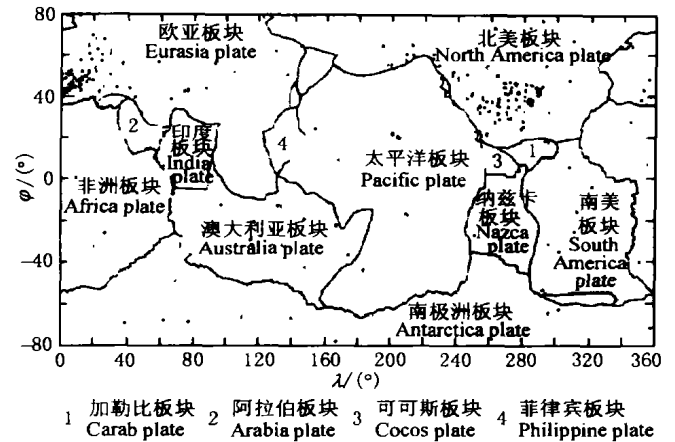 80
40
0
−40
−80
φ/(°)
欧亚板块
Eurasia plate
北美板块
North America plate
2
印度
板块
India
plate
4
太平洋板块
Pacific plate
1
3
非洲板块
Africa plate
澳大利亚板块
Australia plate
纳兹卡
板块
Nazca
plate
南美
板块
South
America
plate
南极洲板块
Antarctica plate
0 40 80 120 160 200 240 280 320 360
λ/(°)
1 加勒比板块 2 阿拉伯板块 3 可可斯板块 4 菲律宾板块
Carab plate Arabia plate Cocos plate Philippine plate